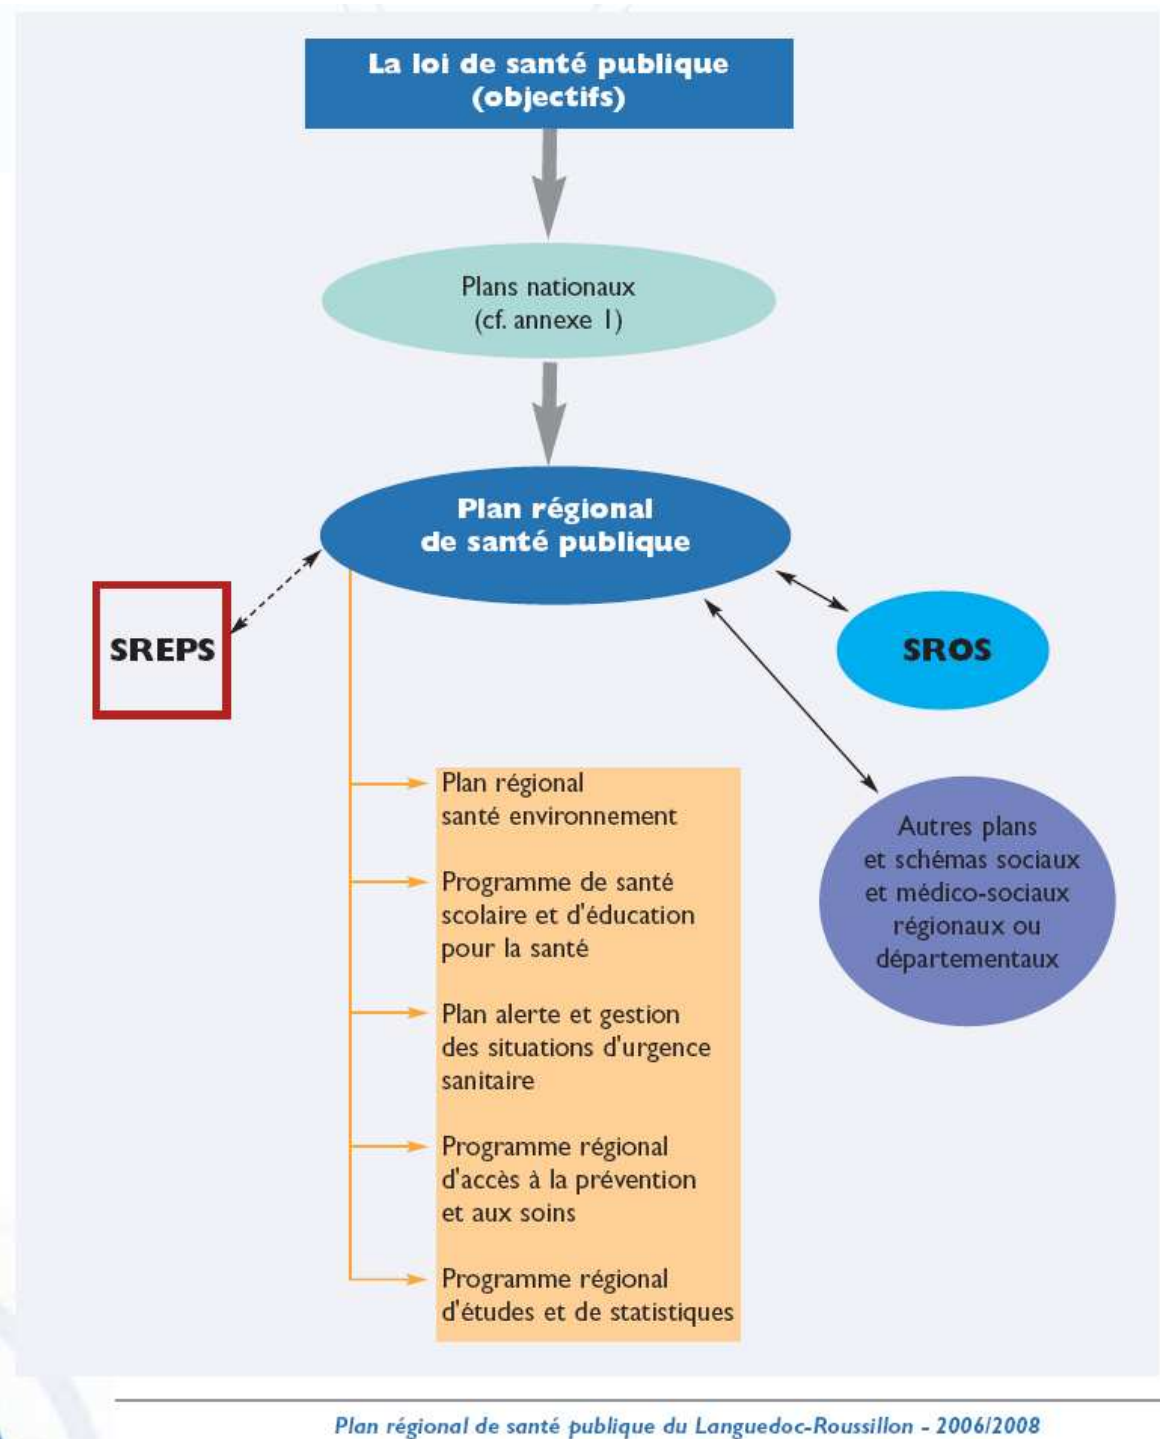 La loi de santé publique
(objectifs)
Plans nationaux
(cf. annexe 1)
Plan régional
de santé publique
SREPS
SROS
Plan régional
santé environnement
Programme de santé
scolaire et d'éducation
pour la santé
Plan alerte et gestion
des situations d'urgence
sanitaire
Programme régional
d'accès à la prévention
et aux soins
Programme régional
d'études et de statistiques
Autres plans
et schémas sociaux
et médico-sociaux
régionaux ou
départementaux
Plan régional de santé publique du Languedoc-Roussillon - 2006/2008